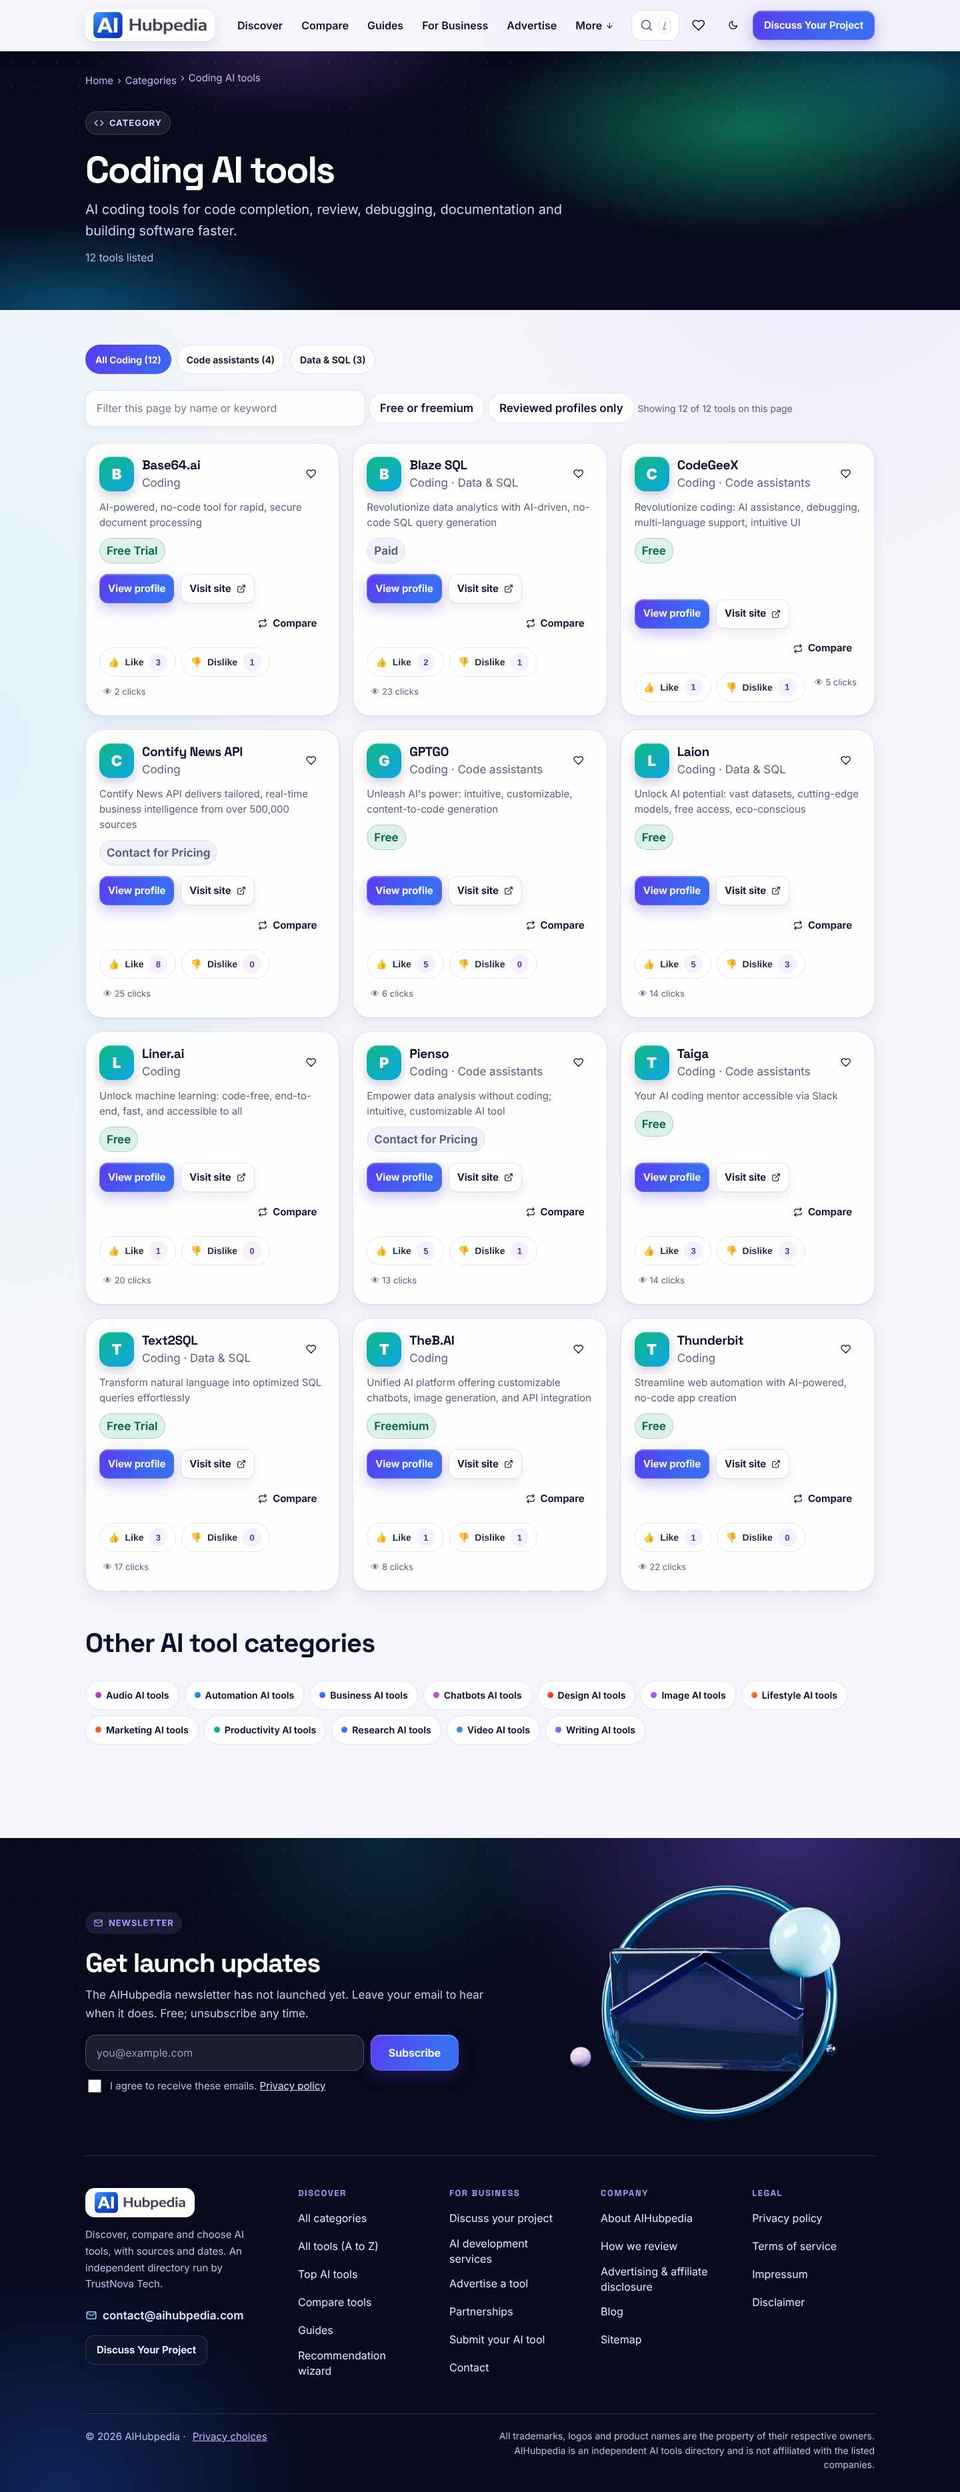 AI Hubpedia
Discover Compare Guides For Business Advertise More ↓ / Discuss Your Project
Home › Categories › Coding AI tools
CATEGORY
Coding AI tools
AI coding tools for code completion, review, debugging, documentation and
building software faster.
12 tools listed
All Coding (12) Code assistants (4) Data & SQL (3)
Filter this page by name or keyword Free or freemium Reviewed profiles only Showing 12 of 12 tools on this page
B Base64.ai
Coding
AI-powered, no-code tool for rapid, secure
document processing
Free Trial
View profile Visit site
Compare
Like 3 Dislike 1
2 clicks
B Blaze SQL
Coding · Data & SQL
Revolutionize data analytics with AI-driven, no-
code SQL query generation
Paid
View profile Visit site
Compare
Like 2 Dislike 1
23 clicks
C CodeGeeX
Coding · Code assistants
Revolutionize coding: AI assistance, debugging,
multi-language support, intuitive UI
Free
View profile Visit site
Compare
Like 1 Dislike 1 5 clicks
C Contify News API
Coding
Contify News API delivers tailored, real-time
business intelligence from over 500,000
sources
Contact for Pricing
View profile Visit site
Compare
Like 8 Dislike 0
25 clicks
G GPTGO
Coding · Code assistants
Unleash AI's power: intuitive, customizable,
content-to-code generation
Free
View profile Visit site
Compare
Like 5 Dislike 0
6 clicks
L Laion
Coding · Data & SQL
Unlock AI potential: vast datasets, cutting-edge
models, free access, eco-conscious
Free
View profile Visit site
Compare
Like 5 Dislike 3
14 clicks
L Liner.ai
Coding
Unlock machine learning: code-free, end-to-
end, fast, and accessible to all
Free
View profile Visit site
Compare
Like 1 Dislike 0
20 clicks
P Pienso
Coding · Code assistants
Empower data analysis without coding;
intuitive, customizable AI tool
Contact for Pricing
View profile Visit site
Compare
Like 5 Dislike 1
13 clicks
T Taiga
Coding · Code assistants
Your AI coding mentor accessible via Slack
Free
View profile Visit site
Compare
Like 3 Dislike 3
14 clicks
T Text2SQL
Coding · Data & SQL
Transform natural language into optimized SQL
queries effortlessly
Free Trial
View profile Visit site
Compare
Like 3 Dislike 0
17 clicks
T TheB.AI
Coding
Unified AI platform offering customizable
chatbots, image generation, and API integration
Freemium
View profile Visit site
Compare
Like 1 Dislike 1
8 clicks
T Thunderbit
Coding
Streamline web automation with AI-powered,
no-code app creation
Free
View profile Visit site
Compare
Like 1 Dislike 0
22 clicks
Other AI tool categories
Audio AI tools Automation AI tools Business AI tools Chatbots AI tools Design AI tools Image AI tools Lifestyle AI tools
Marketing AI tools Productivity AI tools Research AI tools Video AI tools Writing AI tools
NEWSLETTER
Get launch updates
The AIHubpedia newsletter has not launched yet. Leave your email to hear
when it does. Free; unsubscribe any time.
you@example.com Subscribe
I agree to receive these emails. Privacy policy
AI Hubpedia
Discover, compare and choose AI
tools, with sources and dates. An
independent directory run by
TrustNova Tech.
contact@aihubpedia.com
Discuss Your Project
DISCOVER
All categories
All tools (A to Z)
Top AI tools
Compare tools
Guides
Recommendation
wizard
FOR BUSINESS
Discuss your project
AI development
services
Advertise a tool
Partnerships
Submit your AI tool
Contact
COMPANY
About AIHubpedia
How we review
Advertising & affiliate
disclosure
Blog
Sitemap
LEGAL
Privacy policy
Terms of service
Impressum
Disclaimer
© 2026 AIHubpedia · Privacy choices
All trademarks, logos and product names are the property of their respective owners.
AIHubpedia is an independent AI tools directory and is not affiliated with the listed
companies.